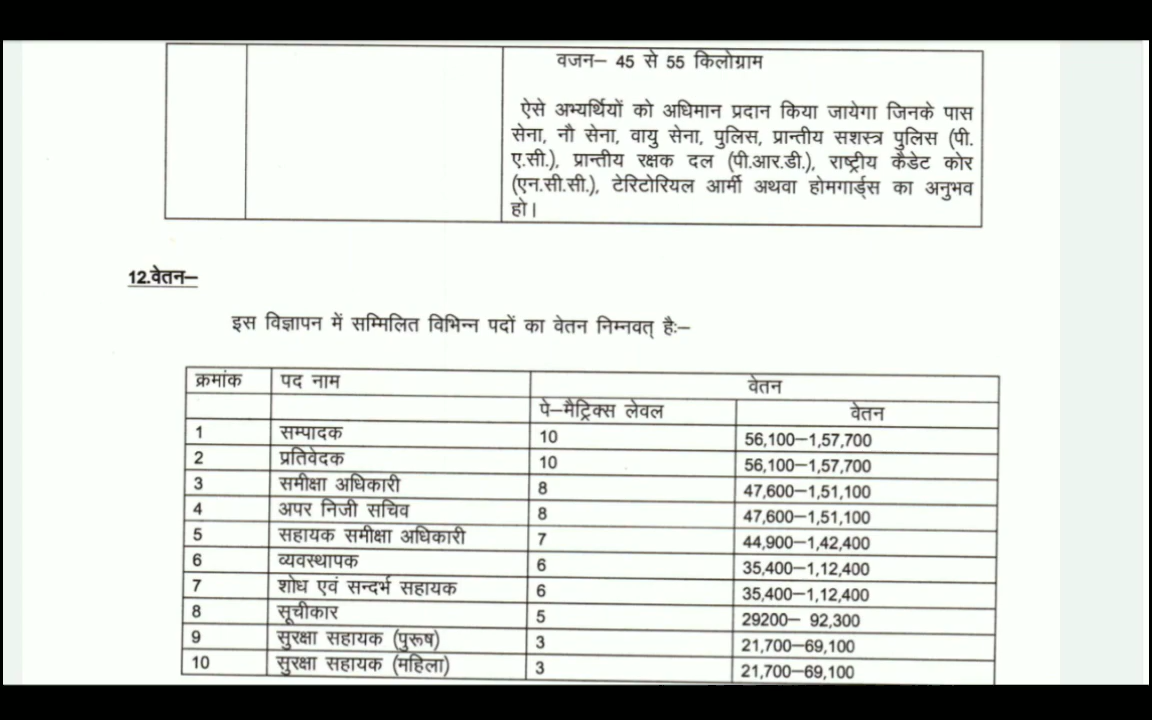 वजन– 45 से 55 किलोग्राम
ऐसे अभ्यर्थियों को अधिमान प्रदान किया जायेगा जिनके पास
सेना, नौ सेना, वायु सेना, पुलिस, प्रान्तीय सशस्त्र पुलिस (पी.
ए.सी.), प्रान्तीय रक्षक दल (पी.आर.डी.), राष्ट्रीय कैडेट कोर
(एन.सी.सी.), टेरिटोरियल आर्मी अथवा होमगार्ड्स का अनुभव
हो।
12.वेतन–
इस विज्ञापन में सम्मिलित विभिन्न पदों का वेतन निम्नवत् हैः–
क्रमांक पद नाम वेतन
पे–मैट्रिक्स लेवल वेतन
1 सम्पादक 10 56,100–1,57,700
2 प्रतिवेदक 10 56,100–1,57,700
3 समीक्षा अधिकारी 8 47,600–1,51,100
4 अपर निजी सचिव 8 47,600–1,51,100
5 सहायक समीक्षा अधिकारी 7 44,900–1,42,400
6 व्यवस्थापक 6 35,400–1,12,400
7 शोध एवं सन्दर्भ सहायक 6 35,400–1,12,400
8 सूचीकार 5 29200– 92,300
9 सुरक्षा सहायक (पुरूष) 3 21,700–69,100
10 सुरक्षा सहायक (महिला) 3 21,700–69,100